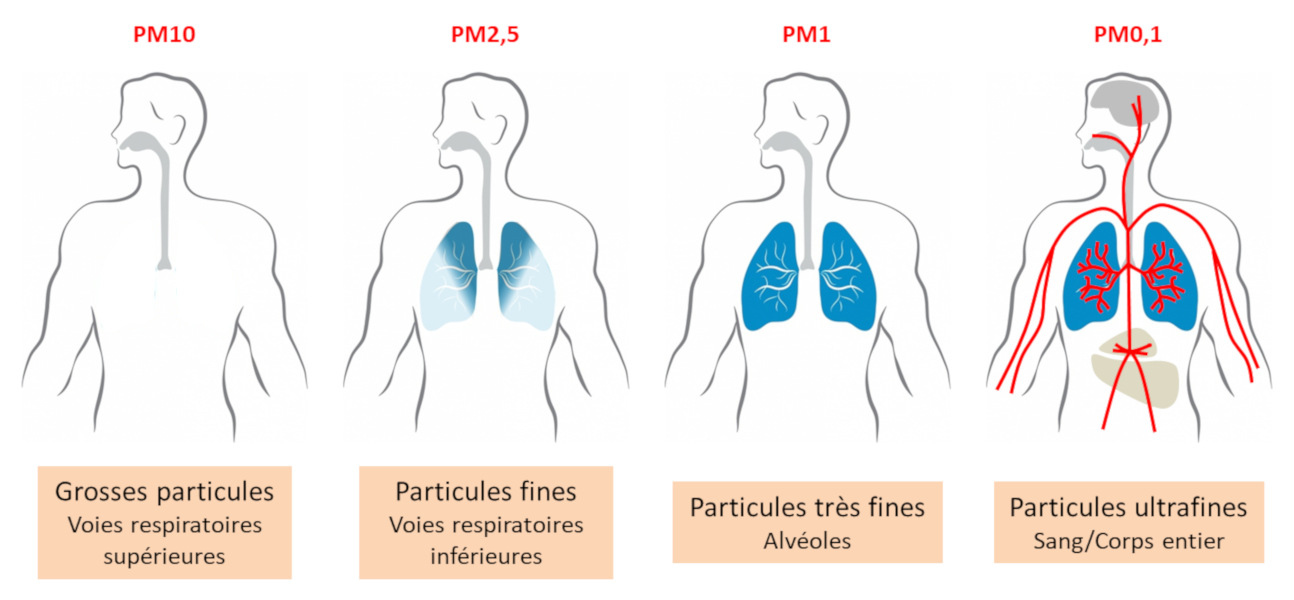 PM10
PM2,5
PM1
PM0,1
Grosses particules
Voies respiratoires
supérieures
Particules fines
Voies respiratoires
inférieures
Particules très fines
Alvéoles
Particules ultrafines
Sang/Corps entier